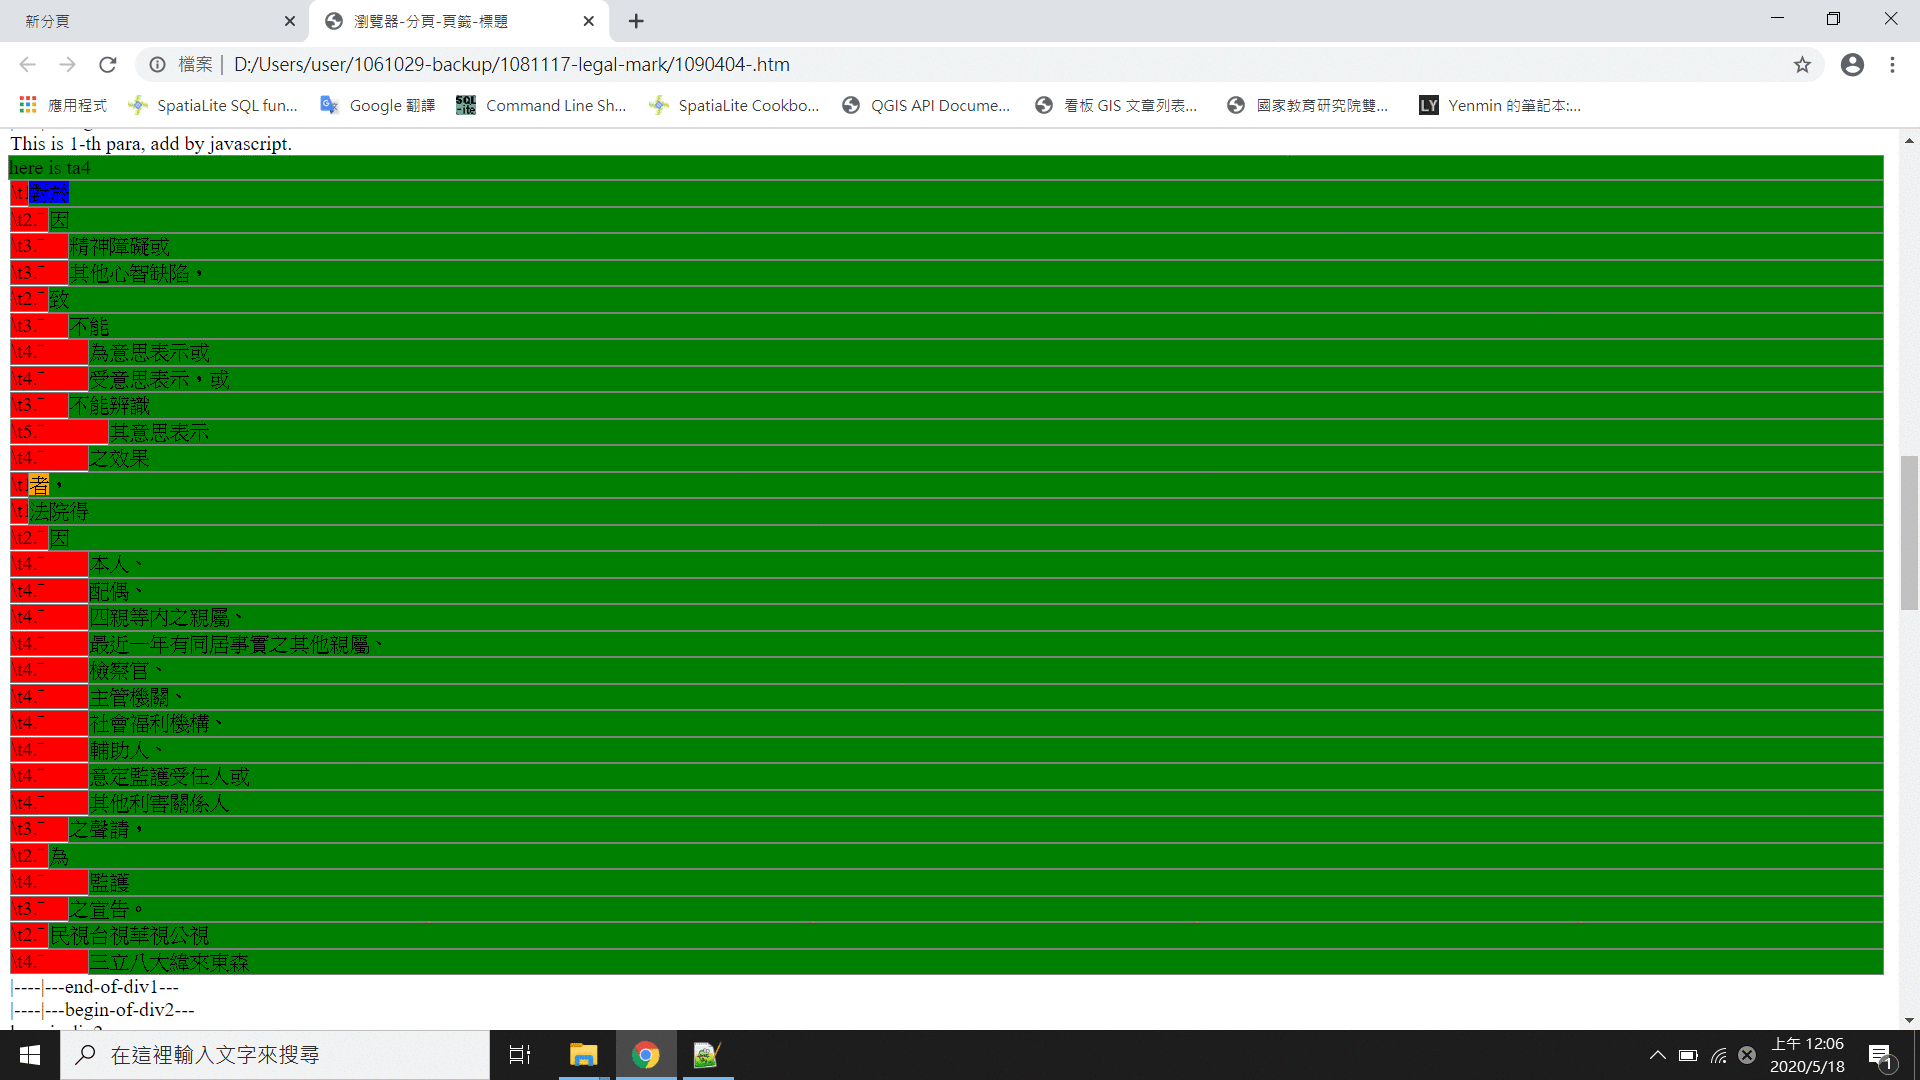 新分頁
瀏覽器-分頁-頁籤-標題
檔案 | D:/Users/user/1061029-backup/1081117-legal-mark/1090404-.htm
應用程式 SpatiaLite SQL fun... Google 翻譯 Command Line Sh... SpatiaLite Cookbo... QGIS API Docume... 看板 GIS 文章列表... 國家教育研究院雙... LY Yenmin 的筆記本:...
This is 1-th para, add by javascript.
here is ta4
\t1對於
\t2.因
\t3.精神障礙或
\t3.其他心智缺陷，
\t2.致
\t3.不能
\t4.為意思表示或
\t4.受意思表示，或
\t3.不能辨識
\t5.其意思表示
\t4.之效果
\t1者，
\t1法院得
\t2.因
\t4.本人、
\t4.配偶、
\t4.四親等內之親屬、
\t4.最近一年有同居事實之其他親屬、
\t4.檢察官、
\t4.主管機關、
\t4.社會福利機構、
\t4.輔助人、
\t4.意定監護受任人或
\t4.其他利害關係人
\t3.之聲請，
\t2.為
\t4.監護
\t3.之宣告。
\t2.民視台視華視公視
\t4.三立八大緯來東森
|----|---end-of-div1---
|----|---begin-of-div2---
在這裡輸入文字來搜尋
上午 12:06
2020/5/18
1